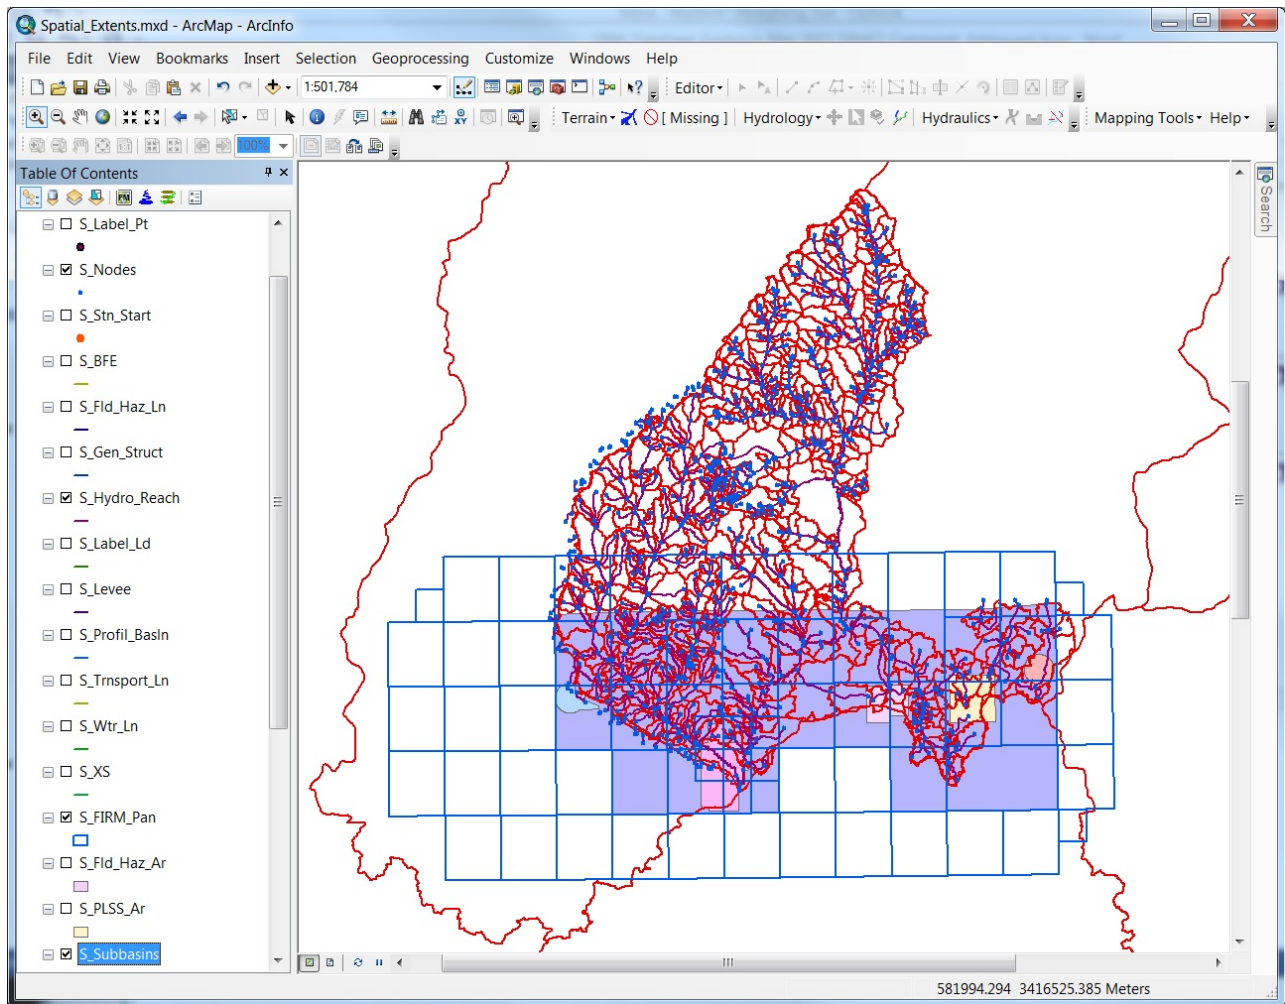 Spatial_Extents.mxd - ArcMap - ArcInfo
File Edit View Bookmarks Insert Selection Geoprocessing Customize Windows Help
1:501,784 Editor
Terrain [ Missing ] Hydrology Hydraulics Mapping Tools Help
100%
Table Of Contents
S_Label_Pt
S_Nodes
S_Stn_Start
S_BFE
S_Fld_Haz_Ln
S_Gen_Struct
S_Hydro_Reach
S_Label_Ld
S_Levee
S_Profil_Basln
S_Trnsport_Ln
S_Wtr_Ln
S_XS
S_FIRM_Pan
S_Fld_Haz_Ar
S_PLSS_Ar
S_Subbasins
Search
581994.294 3416525.385 Meters